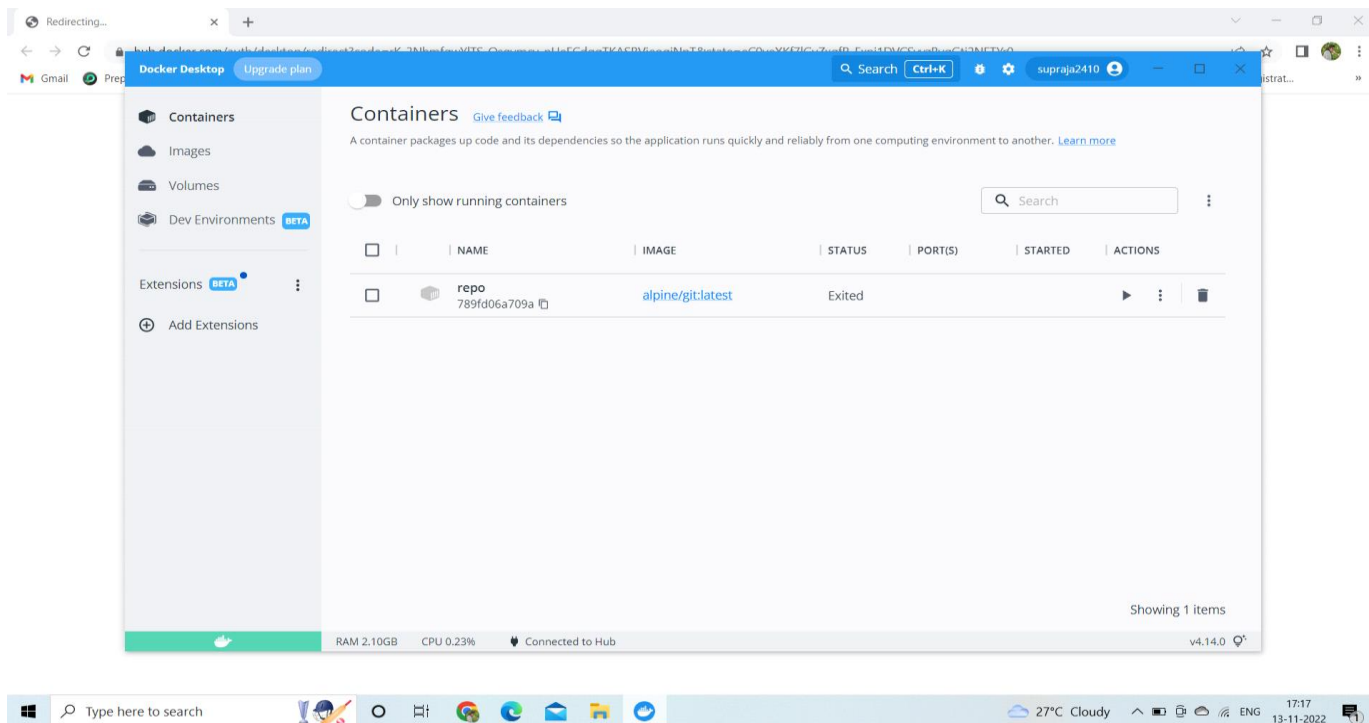 Redirecting...
Gmail
Prep
istrat...
Docker Desktop Upgrade plan Search Ctrl+K supraja2410
Containers
Images
Volumes
Dev Environments BETA
Extensions BETA
Add Extensions
Containers Give feedback
A container packages up code and its dependencies so the application runs quickly and reliably from one computing environment to another. Learn more
Only show running containers Search
NAME IMAGE STATUS PORT(S) STARTED ACTIONS
repo alpine/git:latest Exited
789fd06a709a
Showing 1 items
RAM 2.10GB CPU 0.23% Connected to Hub v4.14.0
Type here to search 27°C Cloudy ENG 17:17
13-11-2022